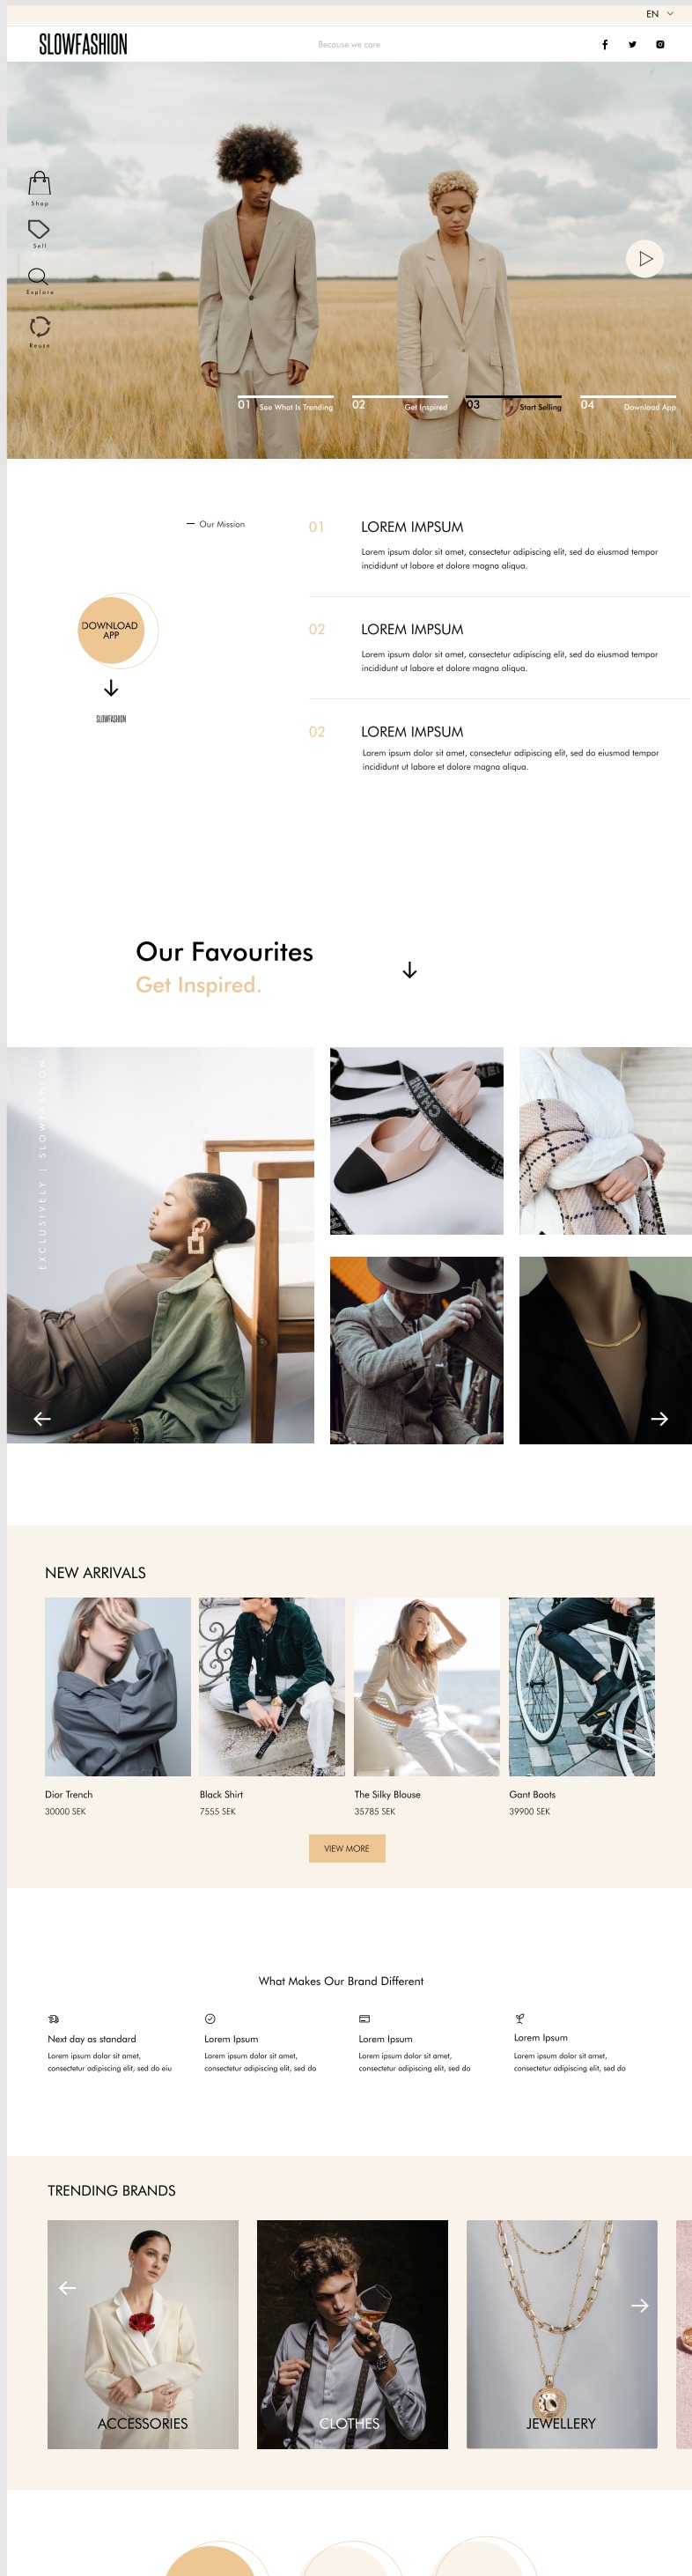 EN
SLOWFASHION
Because we care
Shop
Sell
Explore
Reuse
01 See What Is Trending
02 Get Inspired
03 Start Selling
04 Download App
Our Mission
DOWNLOAD
APP
SLOWFASHION
01 LOREM IMPSUM
Lorem ipsum dolor sit amet, consectetur adipiscing elit, sed do eiusmod tempor
incididunt ut labore et dolore magna aliqua.
02 LOREM IMPSUM
Lorem ipsum dolor sit amet, consectetur adipiscing elit, sed do eiusmod tempor
incididunt ut labore et dolore magna aliqua.
02 LOREM IMPSUM
Lorem ipsum dolor sit amet, consectetur adipiscing elit, sed do eiusmod tempor
incididunt ut labore et dolore magna aliqua.
Our Favourites
Get Inspired.
EXCLUSIVELY | SLOWFASHION
NEW ARRIVALS
Dior Trench
30000 SEK
Black Shirt
7555 SEK
The Silky Blouse
35785 SEK
Gant Boots
39900 SEK
VIEW MORE
What Makes Our Brand Different
Next day as standard
Lorem ipsum dolor sit amet,
consectetur adipiscing elit, sed do eiu
Lorem Ipsum
Lorem ipsum dolor sit amet,
consectetur adipiscing elit, sed do
Lorem Ipsum
Lorem ipsum dolor sit amet,
consectetur adipiscing elit, sed do
Lorem Ipsum
Lorem ipsum dolor sit amet,
consectetur adipiscing elit, sed do
TRENDING BRANDS
ACCESSORIES
CLOTHES
JEWELLERY